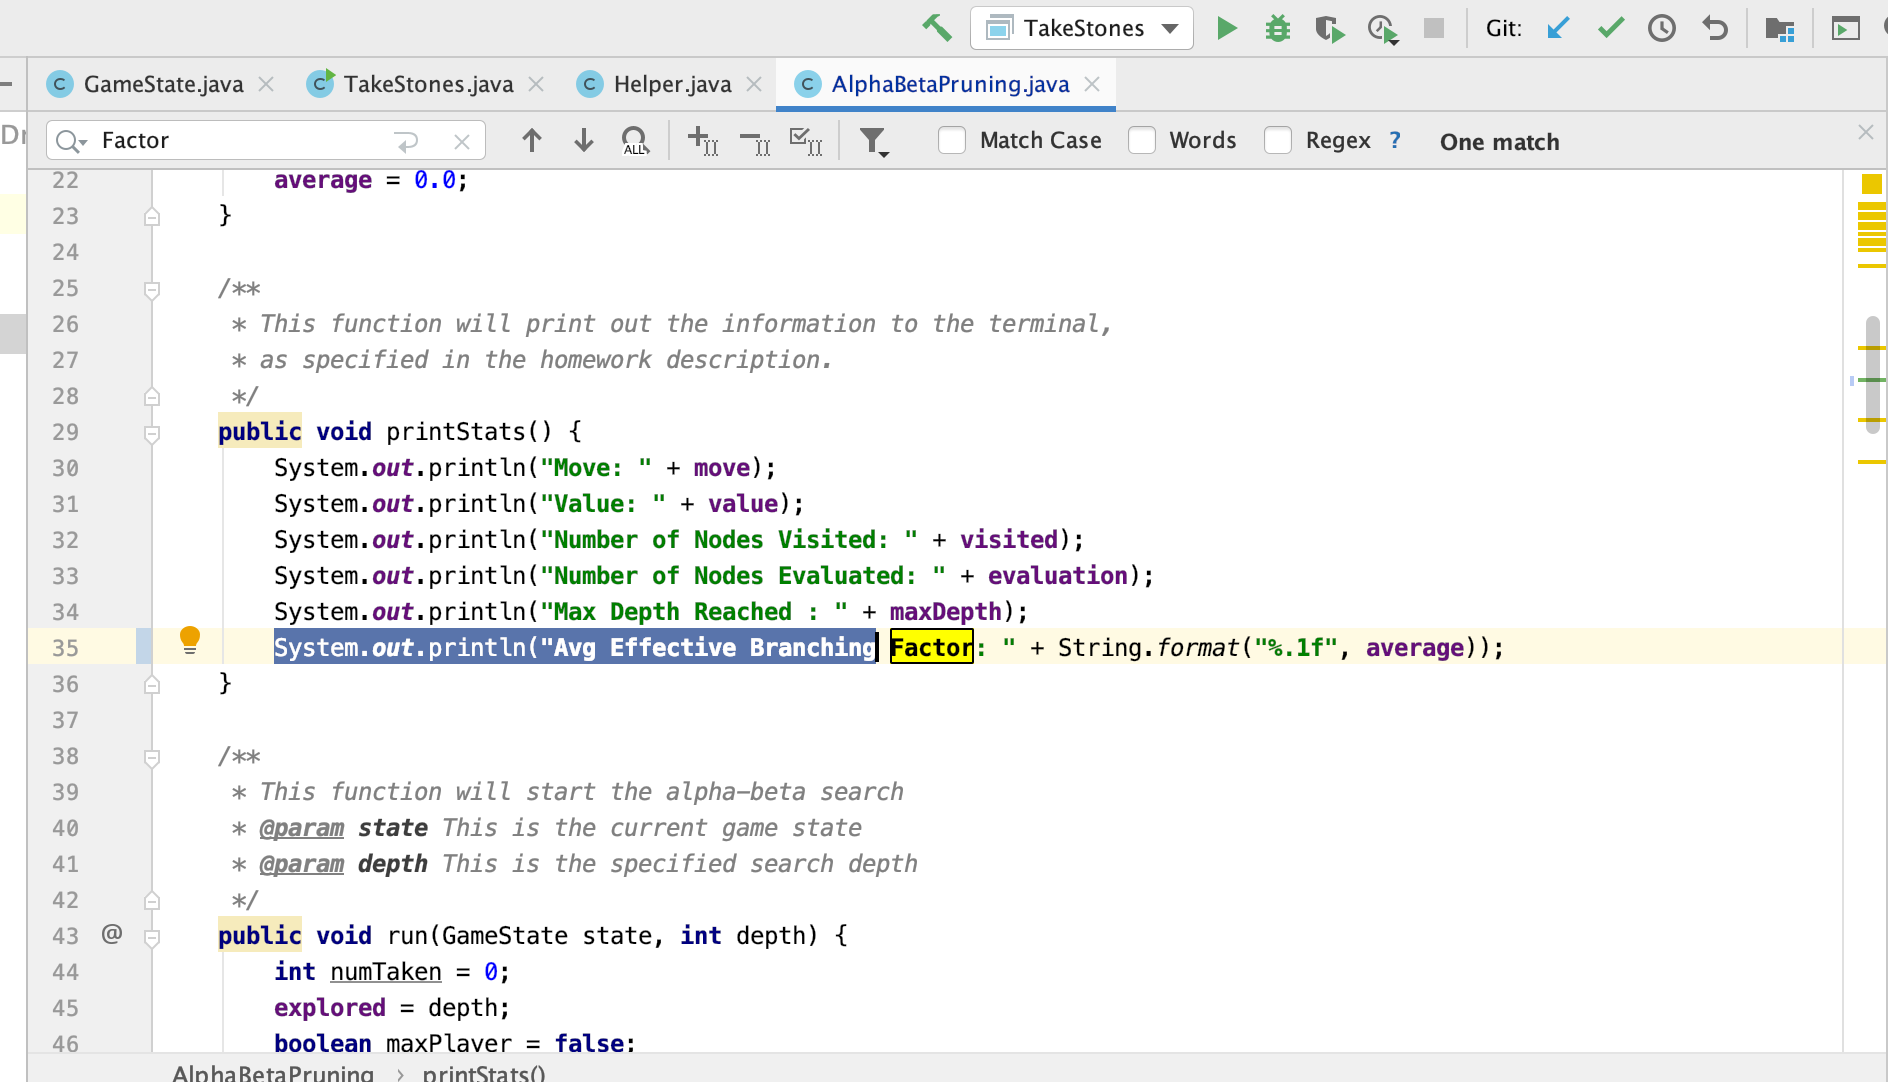 TakeStones Git:
GameState.java TakeStones.java Helper.java AlphaBetaPruning.java
Factor ALL Match Case Words Regex ? One match
22 average = 0.0;
23 }
24
25 /**
26 * This function will print out the information to the terminal,
27 * as specified in the homework description.
28 */
29 public void printStats() {
30 System.out.println("Move: " + move);
31 System.out.println("Value: " + value);
32 System.out.println("Number of Nodes Visited: " + visited);
33 System.out.println("Number of Nodes Evaluated: " + evaluation);
34 System.out.println("Max Depth Reached : " + maxDepth);
35 System.out.println("Avg Effective Branching Factor: " + String.format("%.1f", average));
36 }
37
38 /**
39 * This function will start the alpha-beta search
40 * @param state This is the current game state
41 * @param depth This is the specified search depth
42 */
43 @ public void run(GameState state, int depth) {
44 int numTaken = 0;
45 explored = depth;
46 boolean maxPlayer = false;
AlphaBetaPruning › printStats()